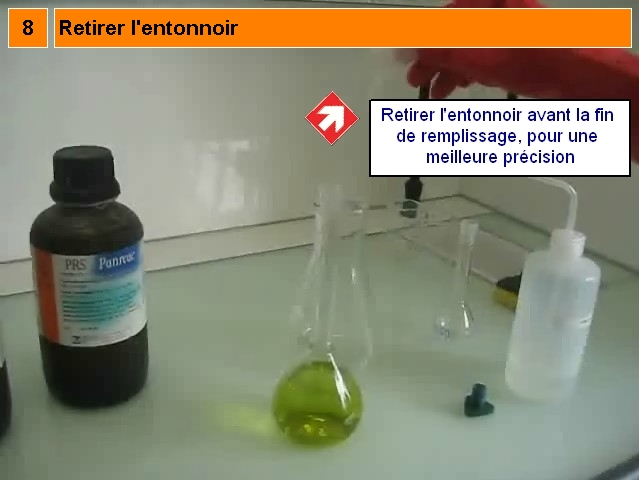 8
Retirer l'entonnoir
Retirer l'entonnoir avant la fin
de remplissage, pour une
meilleure précision
PRS
Panreac